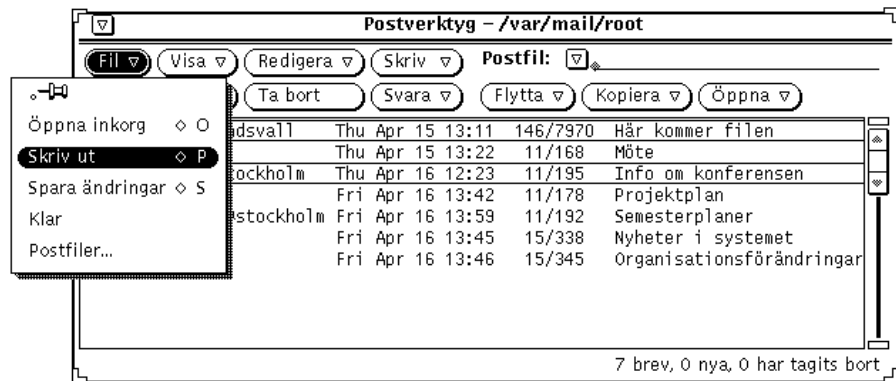 Postverktyg – /var/mail/root
Fil Visa Redigera Skriv Postfil:
Ta bort Svara Flytta Kopiera Öppna
Öppna inkorg ◇ O
Skriv ut ◇ P
Spara ändringar ◇ S
Klar
Postfiler...
dsvall Thu Apr 15 13:11 146/7970 Här kommer filen
Thu Apr 15 13:22 11/168 Möte
tockholm Thu Apr 16 12:23 11/195 Info om konferensen
Fri Apr 16 13:42 11/178 Projektplan
stockholm Fri Apr 16 13:59 11/192 Semesterplaner
Fri Apr 16 13:45 15/338 Nyheter i systemet
Fri Apr 16 13:46 15/345 Organisationsförändringar
7 brev, 0 nya, 0 har tagits bort